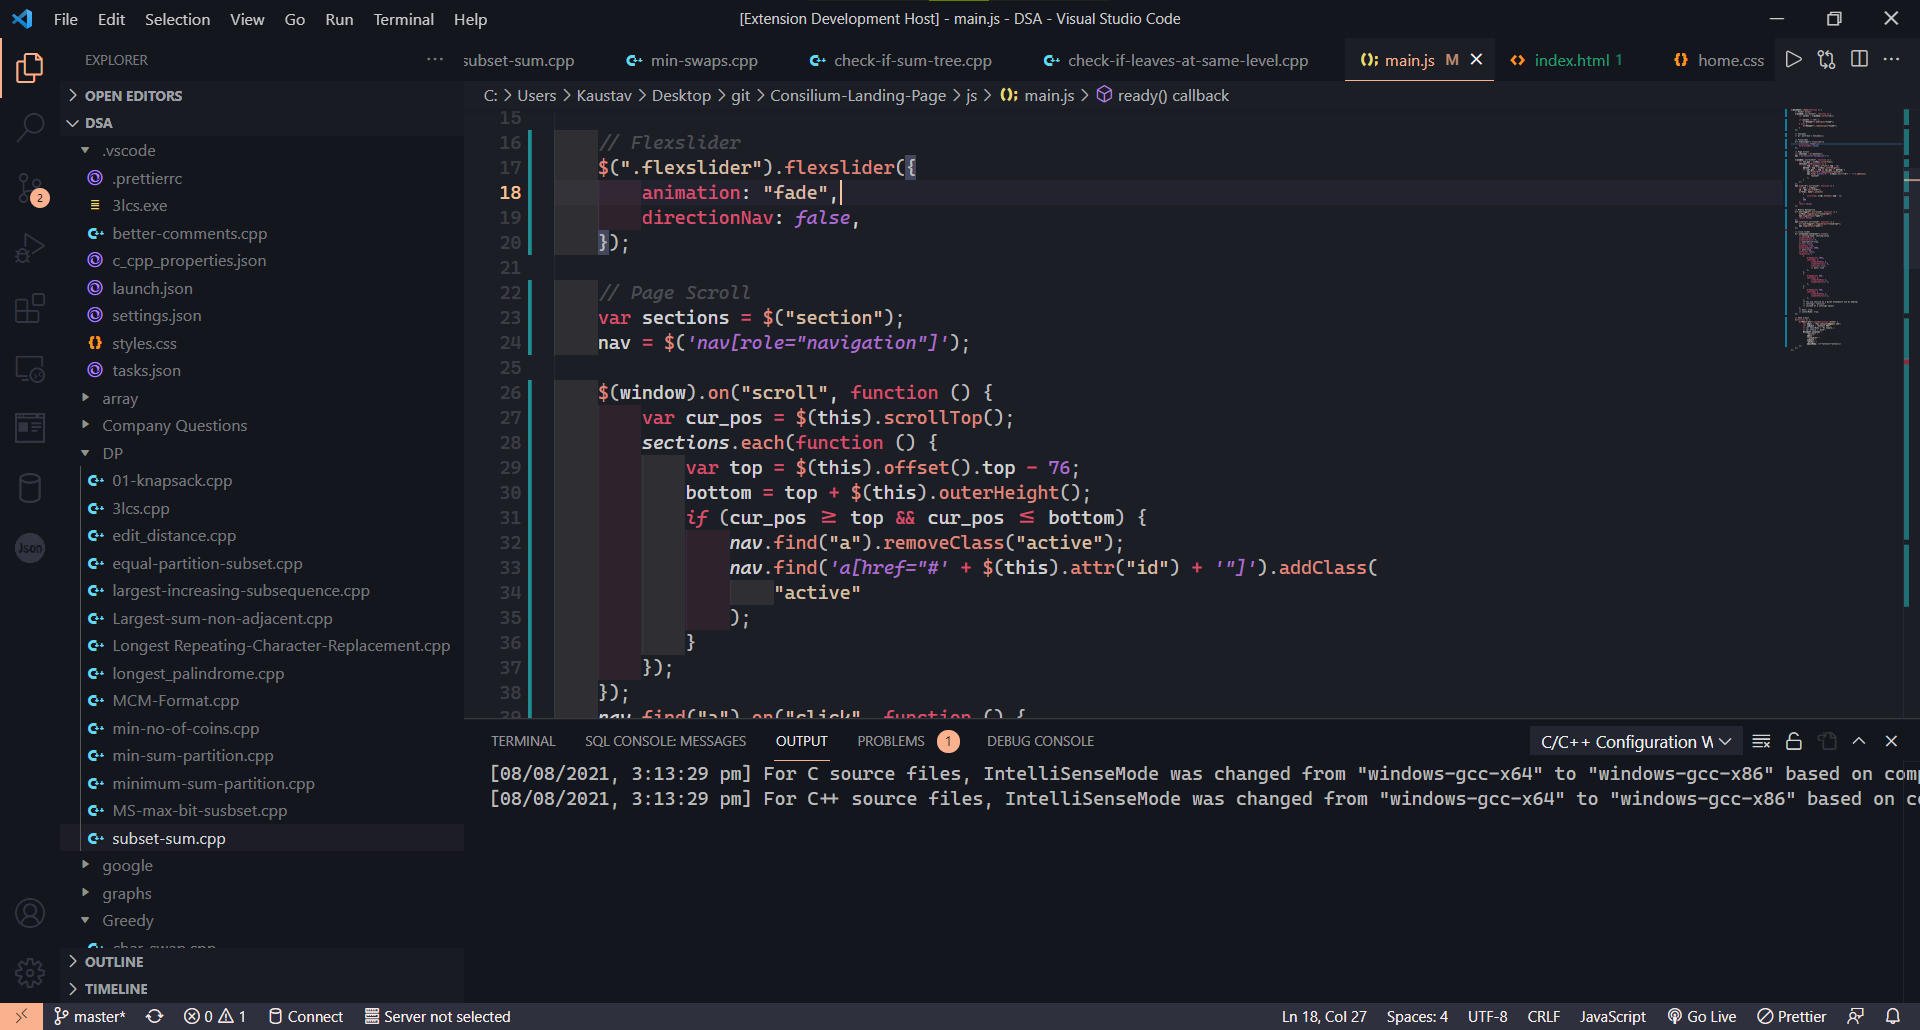 File Edit Selection View Go Run Terminal Help
[Extension Development Host] - main.js - DSA - Visual Studio Code
EXPLORER
subset-sum.cpp min-swaps.cpp check-if-sum-tree.cpp check-if-leaves-at-same-level.cpp main.js M index.html 1 home.css
C: > Users > Kaustav > Desktop > git > Consilium-Landing-Page > js > main.js > ready() callback
OPEN EDITORS
DSA
.vscode
.prettierrc
3lcs.exe
better-comments.cpp
c_cpp_properties.json
launch.json
settings.json
styles.css
tasks.json
array
Company Questions
DP
01-knapsack.cpp
3lcs.cpp
edit_distance.cpp
equal-partition-subset.cpp
largest-increasing-subsequence.cpp
Largest-sum-non-adjacent.cpp
Longest Repeating-Character-Replacement.cpp
longest_palindrome.cpp
MCM-Format.cpp
min-no-of-coins.cpp
min-sum-partition.cpp
minimum-sum-partition.cpp
MS-max-bit-susbset.cpp
subset-sum.cpp
google
graphs
Greedy
char-swap.cpp
OUTLINE
TIMELINE
2
Json
15
16 // Flexslider
17 $(".flexslider").flexslider({
18 animation: "fade",
19 directionNav: false,
20 });
21
22 // Page Scroll
23 var sections = $("section");
24 nav = $('nav[role="navigation"]');
25
26 $(window).on("scroll", function () {
27 var cur_pos = $(this).scrollTop();
28 sections.each(function () {
29 var top = $(this).offset().top - 76;
30 bottom = top + $(this).outerHeight();
31 if (cur_pos ≥ top && cur_pos ≤ bottom) {
32 nav.find("a").removeClass("active");
33 nav.find('a[href="#' + $(this).attr("id") + '"]').addClass(
34 "active"
35 );
36 }
37 });
38 });
39 nav.find("a").on("click", function () {
TERMINAL SQL CONSOLE: MESSAGES OUTPUT PROBLEMS 1 DEBUG CONSOLE C/C++ Configuration W
[08/08/2021, 3:13:29 pm] For C source files, IntelliSenseMode was changed from "windows-gcc-x64" to "windows-gcc-x86" based on com
[08/08/2021, 3:13:29 pm] For C++ source files, IntelliSenseMode was changed from "windows-gcc-x64" to "windows-gcc-x86" based on c
master* 0 1 Connect Server not selected Ln 18, Col 27 Spaces: 4 UTF-8 CRLF JavaScript Go Live Prettier